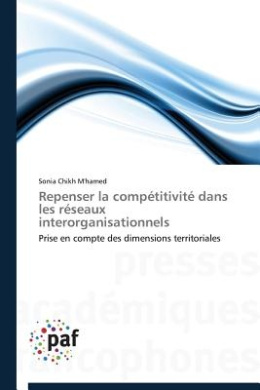 Sonia Chikh M'hamed
Repenser la compétitivité dans
les réseaux
interorganisationnels
Prise en compte des dimensions territoriales
presses
académiques
francophones
paf